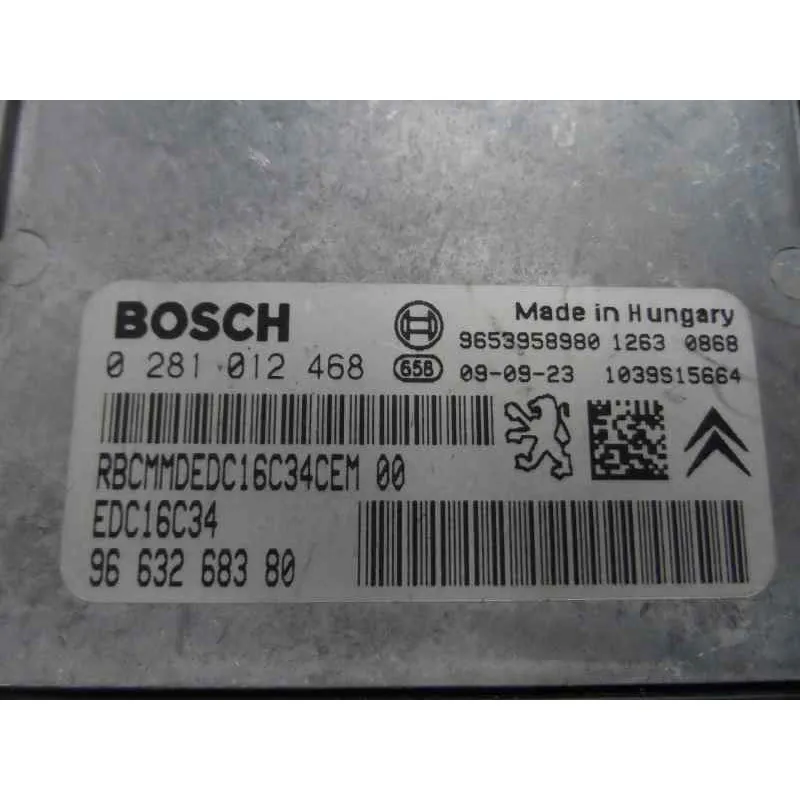 BOSCH
Made in Hungary
9653958980 1263 0868
0 281 012 468
658
09-09-23 1039S15664
RBCMMDEDC16C34CEM 00
EDC16C34
96 632 683 80